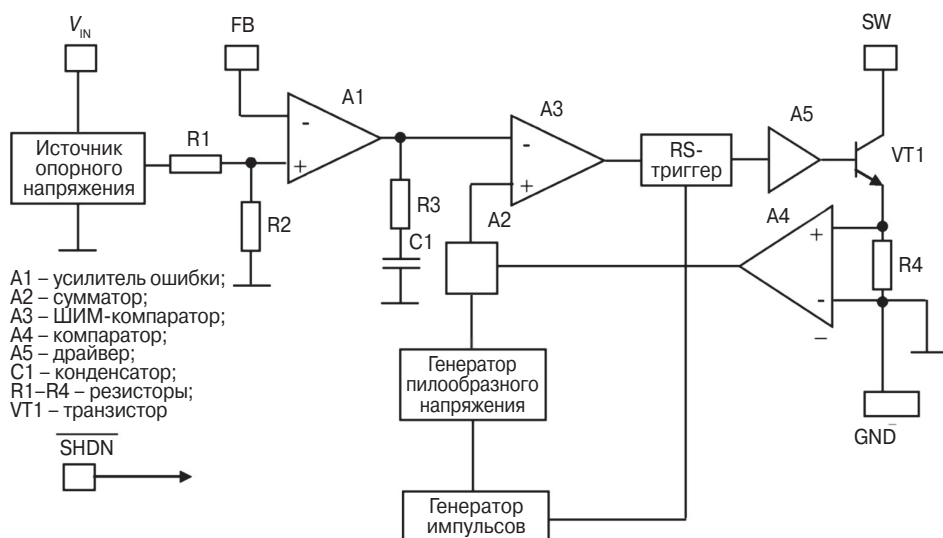 VIN
FB
SW
A1
A3
A5
Источник
опорного
напряжения
R1
-
+
-
+
RS-
триггер
VT1
R2
R3
A2
A4
+
-
R4
C1
A1 – усилитель ошибки;
A2 – сумматор;
A3 – ШИМ-компаратор;
A4 – компаратор;
A5 – драйвер;
C1 – конденсатор;
R1–R4 – резисторы;
VT1 – транзистор
Генератор
пилообразного
напряжения
–
GND
SHDN
Генератор
импульсов